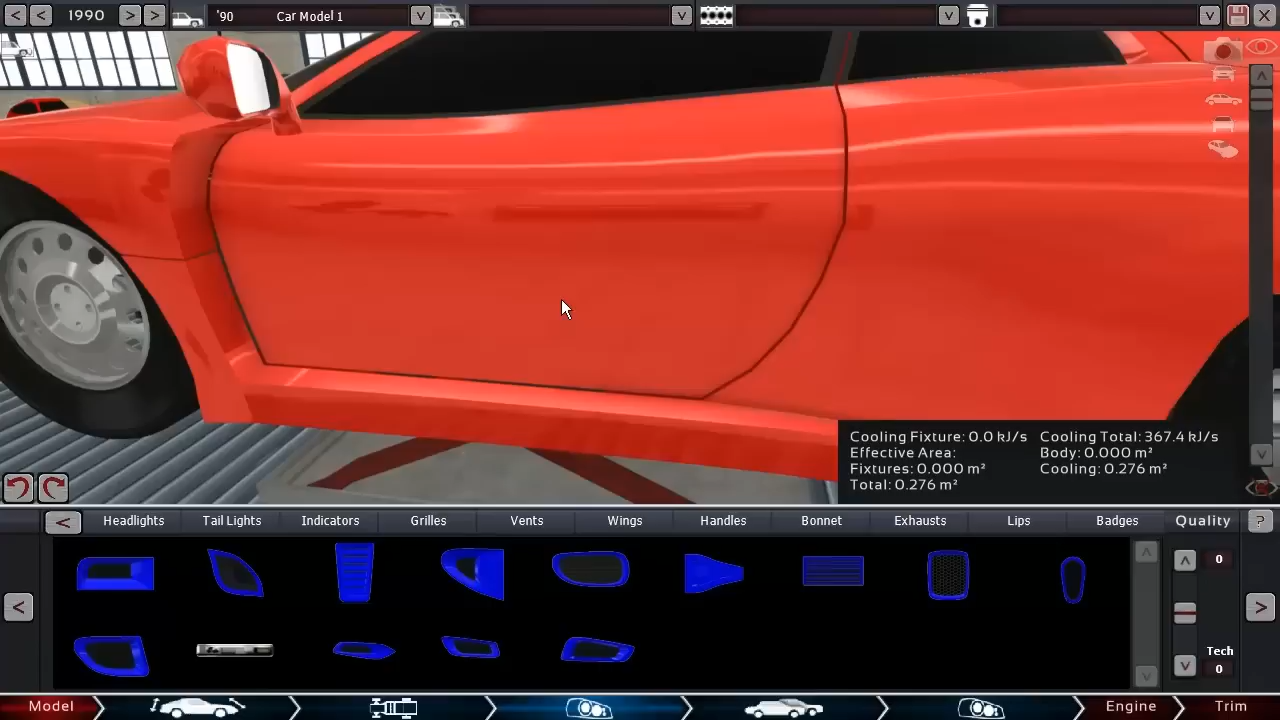 1990
'90 Car Model 1
Cooling Fixture: 0.0 kJ/s Cooling Total: 367.4 kJ/s
Effective Area: Body: 0.000 m²
Fixtures: 0.000 m² Cooling: 0.276 m²
Total: 0.276 m²
< Headlights Tail Lights Indicators Grilles Vents Wings Handles Bonnet Exhausts Lips Badges Quality ?
0
Tech
0
Model Engine Trim